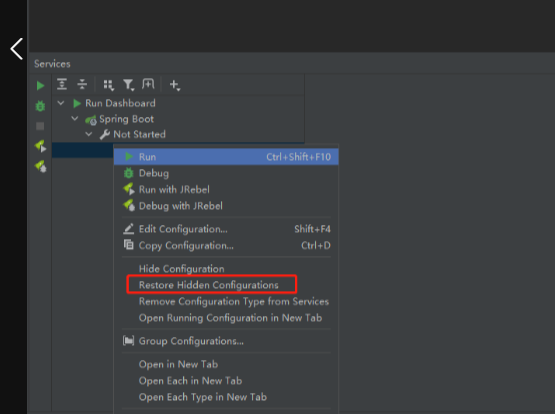 Services
Run Dashboard
Spring Boot
Not Started
Run Ctrl+Shift+F10
Debug
Run with JRebel
Debug with JRebel
Edit Configuration... Shift+F4
Copy Configuration... Ctrl+D
Hide Configuration
Restore Hidden Configurations
Remove Configuration Type from Services
Open Running Configuration in New Tab
Group Configurations...
Open in New Tab
Open Each in New Tab
Open Each Type in New Tab